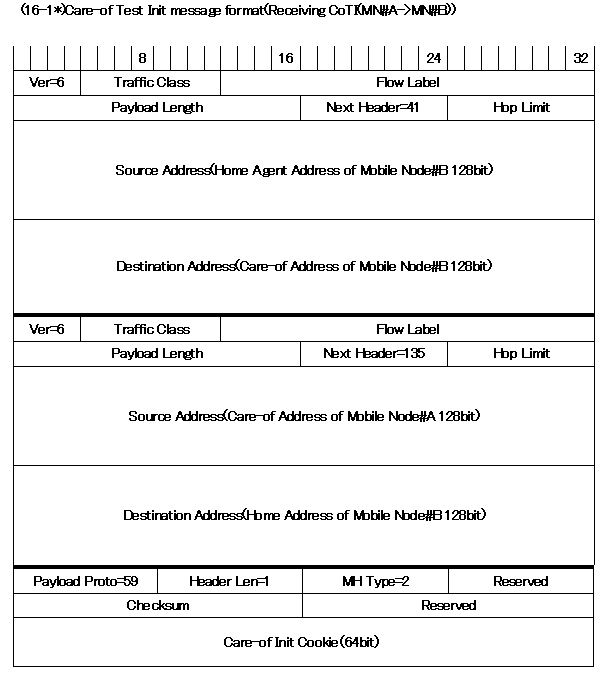 (16-1*)Care-of Test Init message format(Receiving CoTI(MN#A->MN#B))
8 16 24 32
Ver=6 Traffic Class Flow Label
Payload Length Next Header=41 Hop Limit
Source Address(Home Agent Address of Mobile Node#B 128bit)
Destination Address(Care-of Address of Mobile Node#B 128bit)
Ver=6 Traffic Class Flow Label
Payload Length Next Header=135 Hop Limit
Source Address(Care-of Address of Mobile Node#A 128bit)
Destination Address(Home Address of Mobile Node#B 128bit)
Payload Proto=59 Header Len=1 MH Type=2 Reserved
Checksum Reserved
Care-of Init Cookie(64bit)